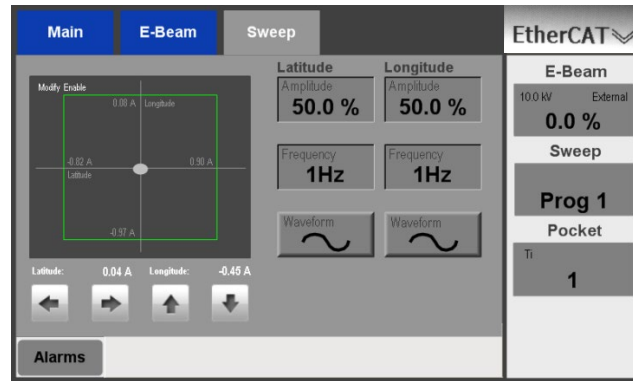 Main
E-Beam
Sweep
EtherCAT
Modify Enable
0.08 A
Longitude
-0.82 A
0.90 A
Latitude
-0.97 A
Latitude: 0.04 A Longitude: -0.45 A
Latitude
Longitude
Amplitude
50.0 %
Amplitude
50.0 %
Frequency
1Hz
Frequency
1Hz
Waveform
Waveform
E-Beam
10.0 kV External
0.0 %
Sweep
Prog 1
Pocket
Ti
1
Alarms